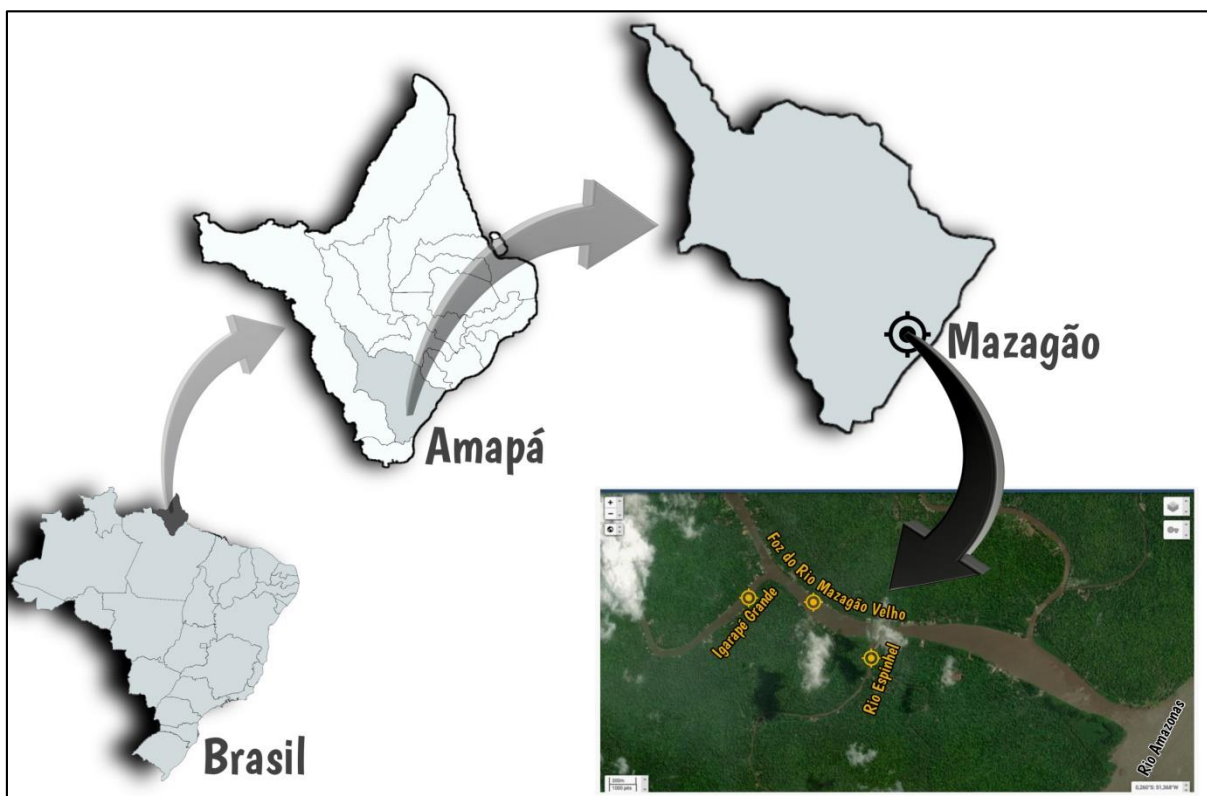 Brasil
Amapá
Mazagão
Foz do Rio Mazagão Velho
Igarapé Grande
Rio Espinhel
Rio Amazonas